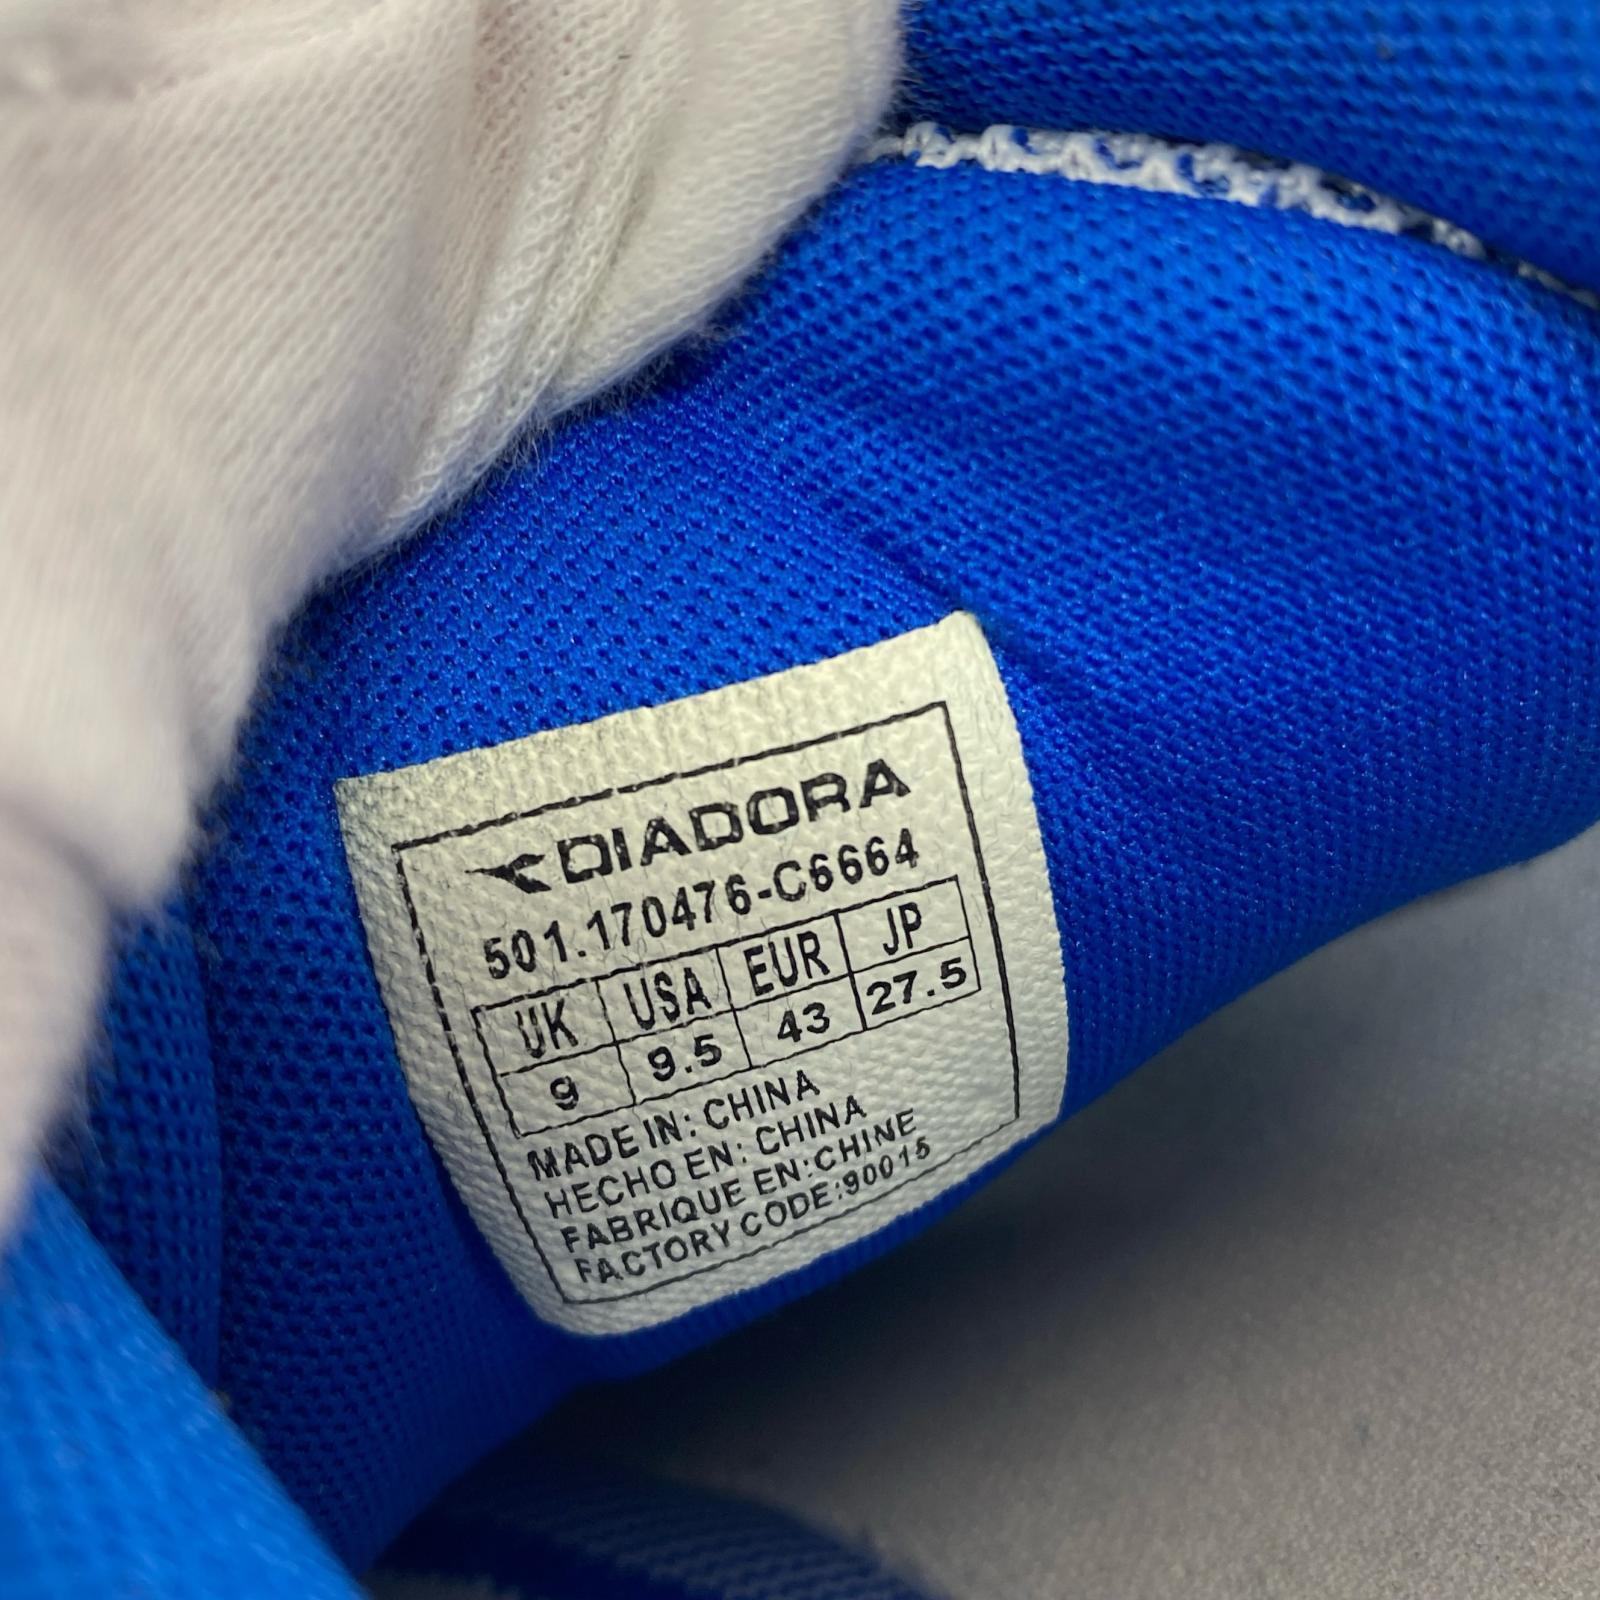 DIADORA
501.170476-C6664
UK USA EUR JP
9 9.5 43 27.5
MADE IN: CHINA
HECHO EN: CHINA
FABRIQUE EN:CHINE
FACTORY CODE:90015